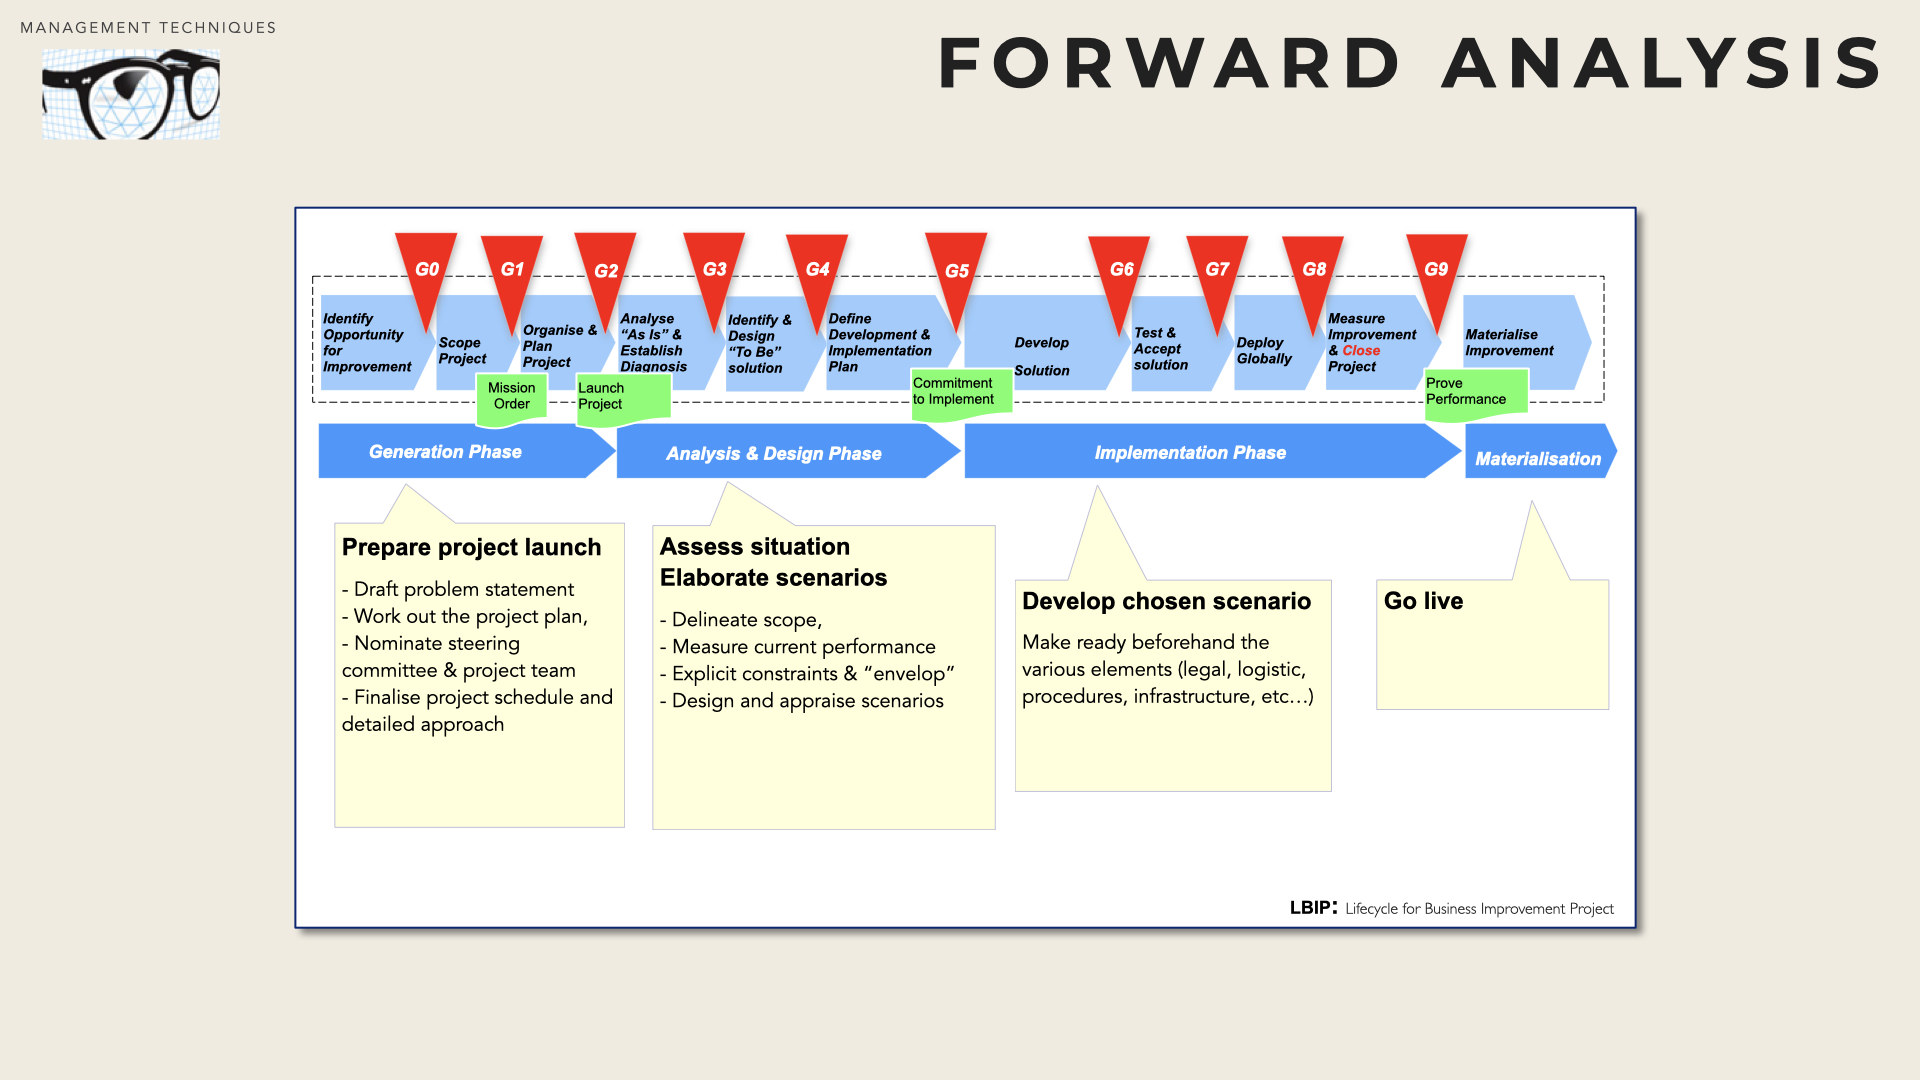 MANAGEMENT TECHNIQUES
FORWARD ANALYSIS
G0
G1
G2
G3
G4
G5
G6
G7
G8
G9
Identify
Opportunity
for
Improvement
Scope
Project
Organise &
Plan
Project
Analyse
“As Is” &
Establish
Diagnosis
Identify &
Design
“To Be”
solution
Define
Development &
Implementation
Plan
Develop
Solution
Test &
Accept
solution
Deploy
Globally
Measure
Improvement
& Close
Project
Materialise
Improvement
Mission
Order
Launch
Project
Commitment
to Implement
Prove
Performance
Generation Phase
Analysis & Design Phase
Implementation Phase
Materialisation
Prepare project launch
- Draft problem statement
- Work out the project plan,
- Nominate steering
committee & project team
- Finalise project schedule and
detailed approach
Assess situation
Elaborate scenarios
- Delineate scope,
- Measure current performance
- Explicit constraints & “envelop”
- Design and appraise scenarios
Develop chosen scenario
Make ready beforehand the
various elements (legal, logistic,
procedures, infrastructure, etc…)
Go live
LBIP: Lifecycle for Business Improvement Project